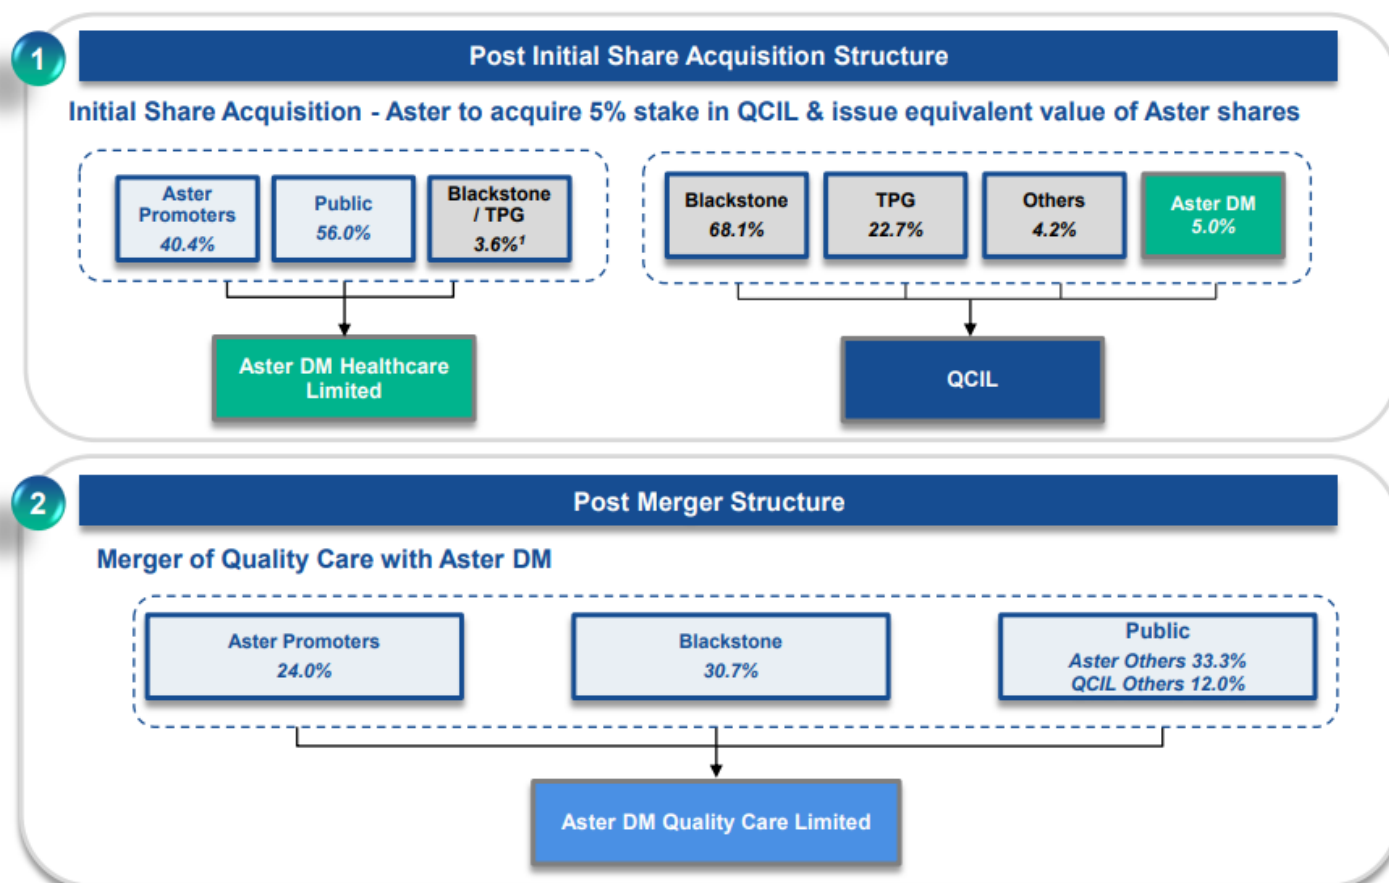 1
Post Initial Share Acquisition Structure
Initial Share Acquisition - Aster to acquire 5% stake in QCIL & issue equivalent value of Aster shares
Aster
Promoters
40.4%
Public
56.0%
Blackstone
/ TPG
3.6%¹
Blackstone
68.1%
TPG
22.7%
Others
4.2%
Aster DM
5.0%
Aster DM Healthcare
Limited
QCIL
2
Post Merger Structure
Merger of Quality Care with Aster DM
Aster Promoters
24.0%
Blackstone
30.7%
Public
Aster Others 33.3%
QCIL Others 12.0%
Aster DM Quality Care Limited